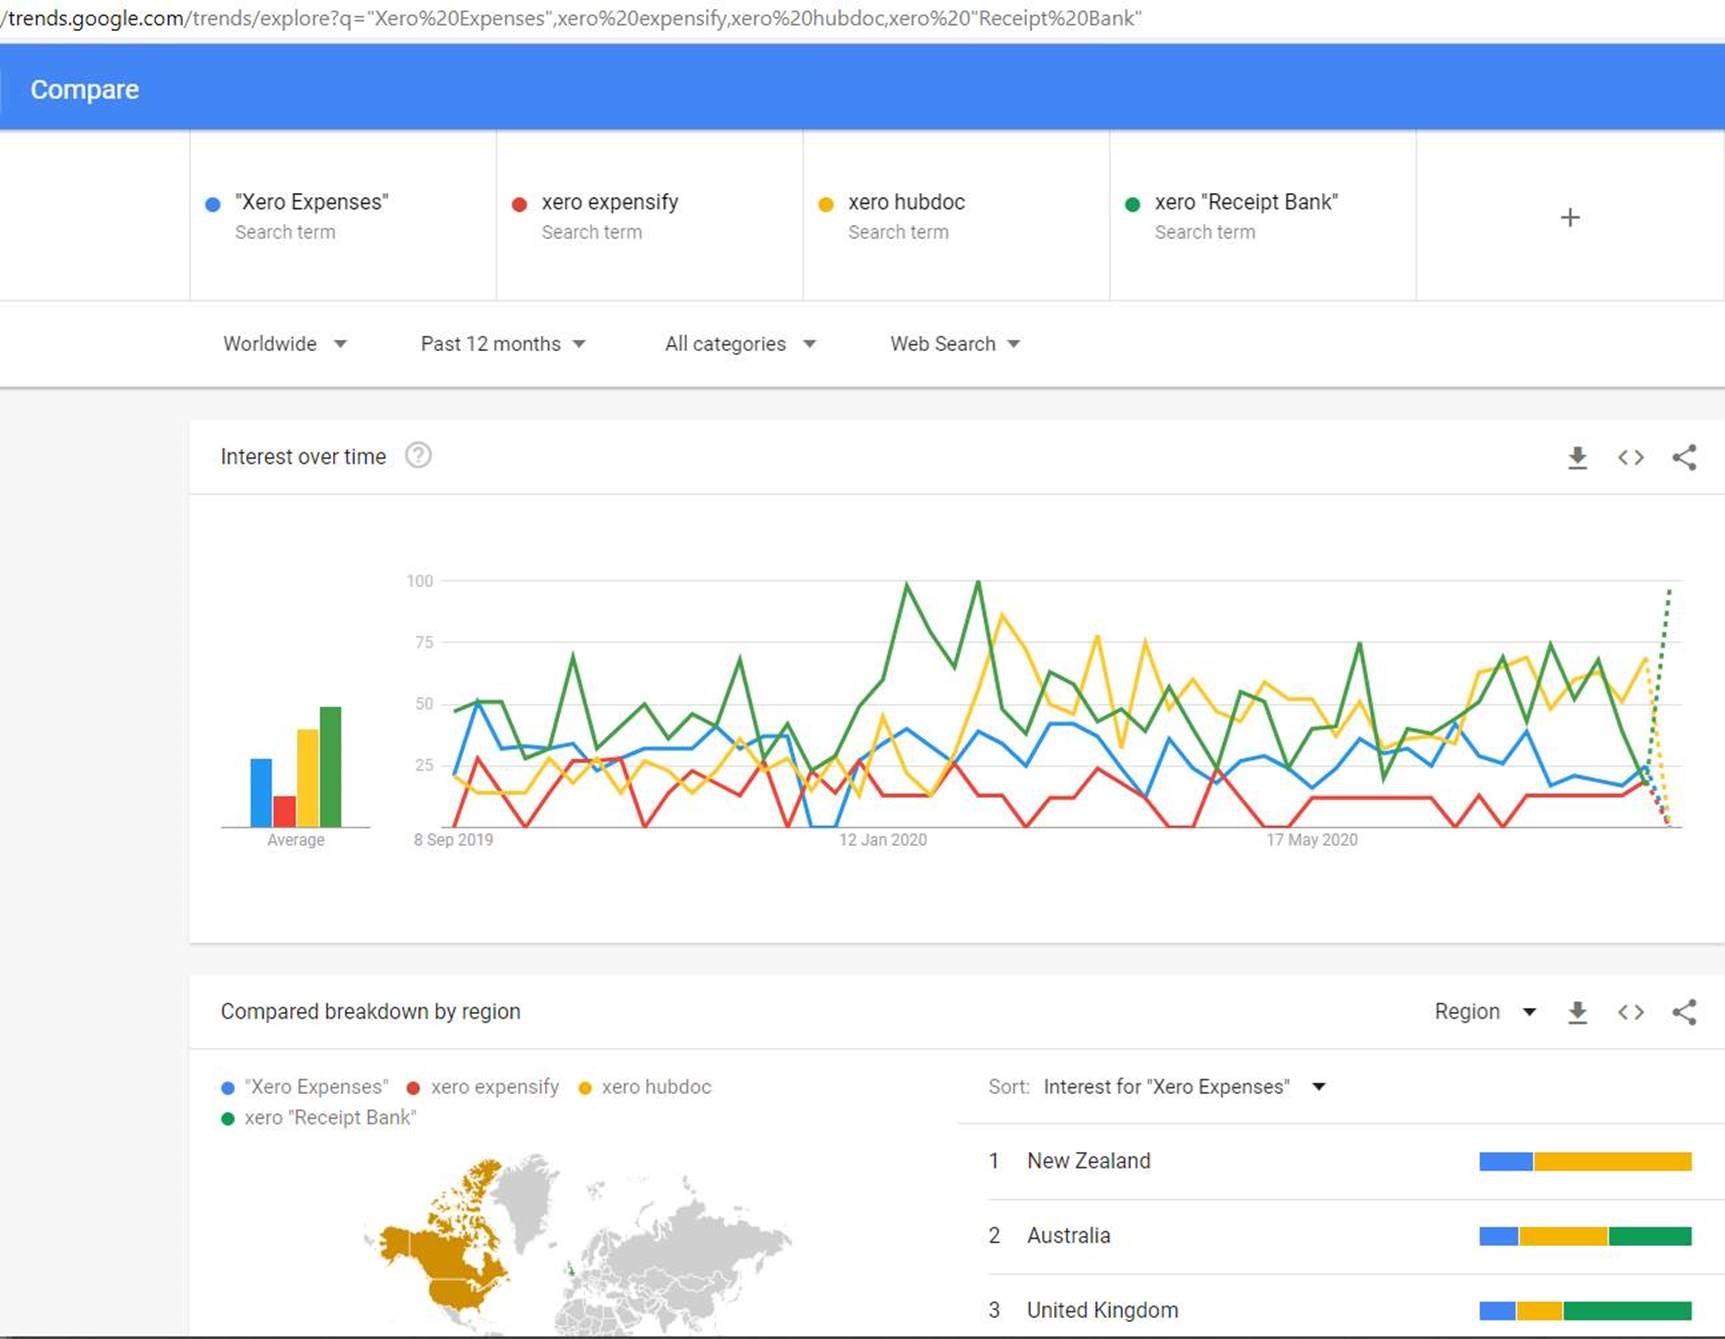 /trends.google.com/trends/explore?q="Xero%20Expenses",xero%20expensify,xero%20hubdoc,xero%20"Receipt%20Bank"
Compare
"Xero Expenses"
Search term
xero expensify
Search term
xero hubdoc
Search term
xero "Receipt Bank"
Search term
+
Worldwide
Past 12 months
All categories
Web Search
Interest over time ?
100
75
50
25
Average
8 Sep 2019
12 Jan 2020
17 May 2020
Compared breakdown by region
Region
"Xero Expenses" xero expensify xero hubdoc
xero "Receipt Bank"
Sort: Interest for "Xero Expenses"
1 New Zealand
2 Australia
3 United Kingdom